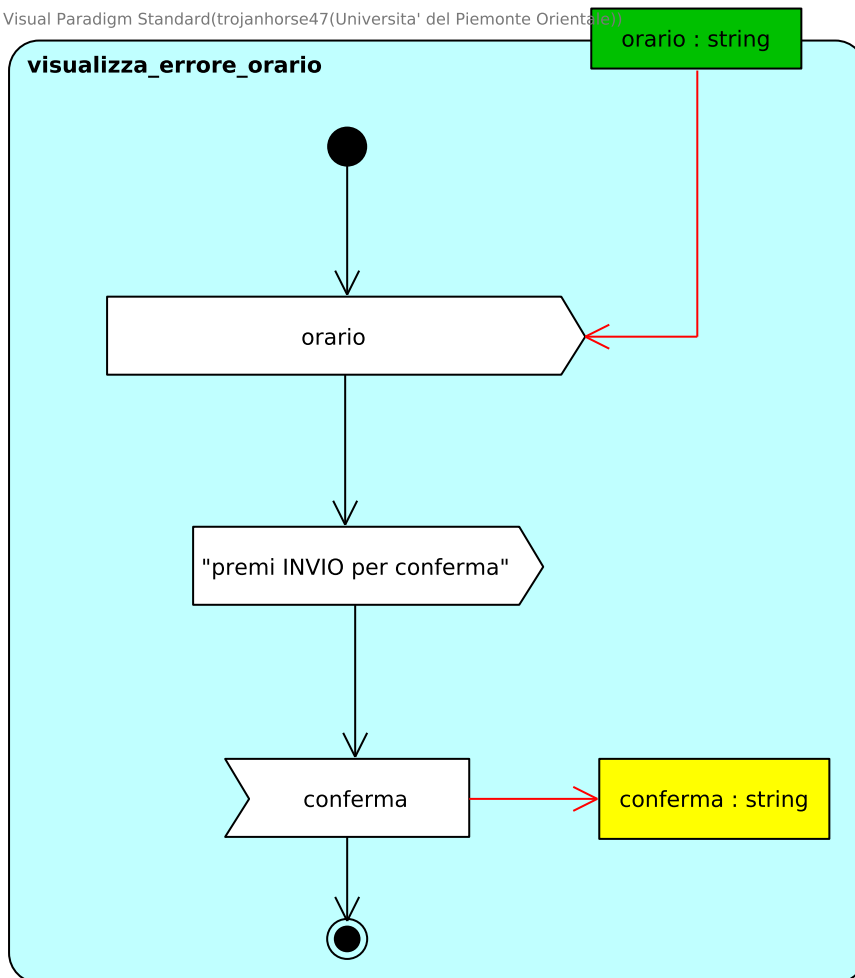 Visual Paradigm Standard(trojanhorse47(Universita' del Piemonte Orientale))
orario : string
visualizza_errore_orario
orario
"premi INVIO per conferma"
conferma
conferma : string